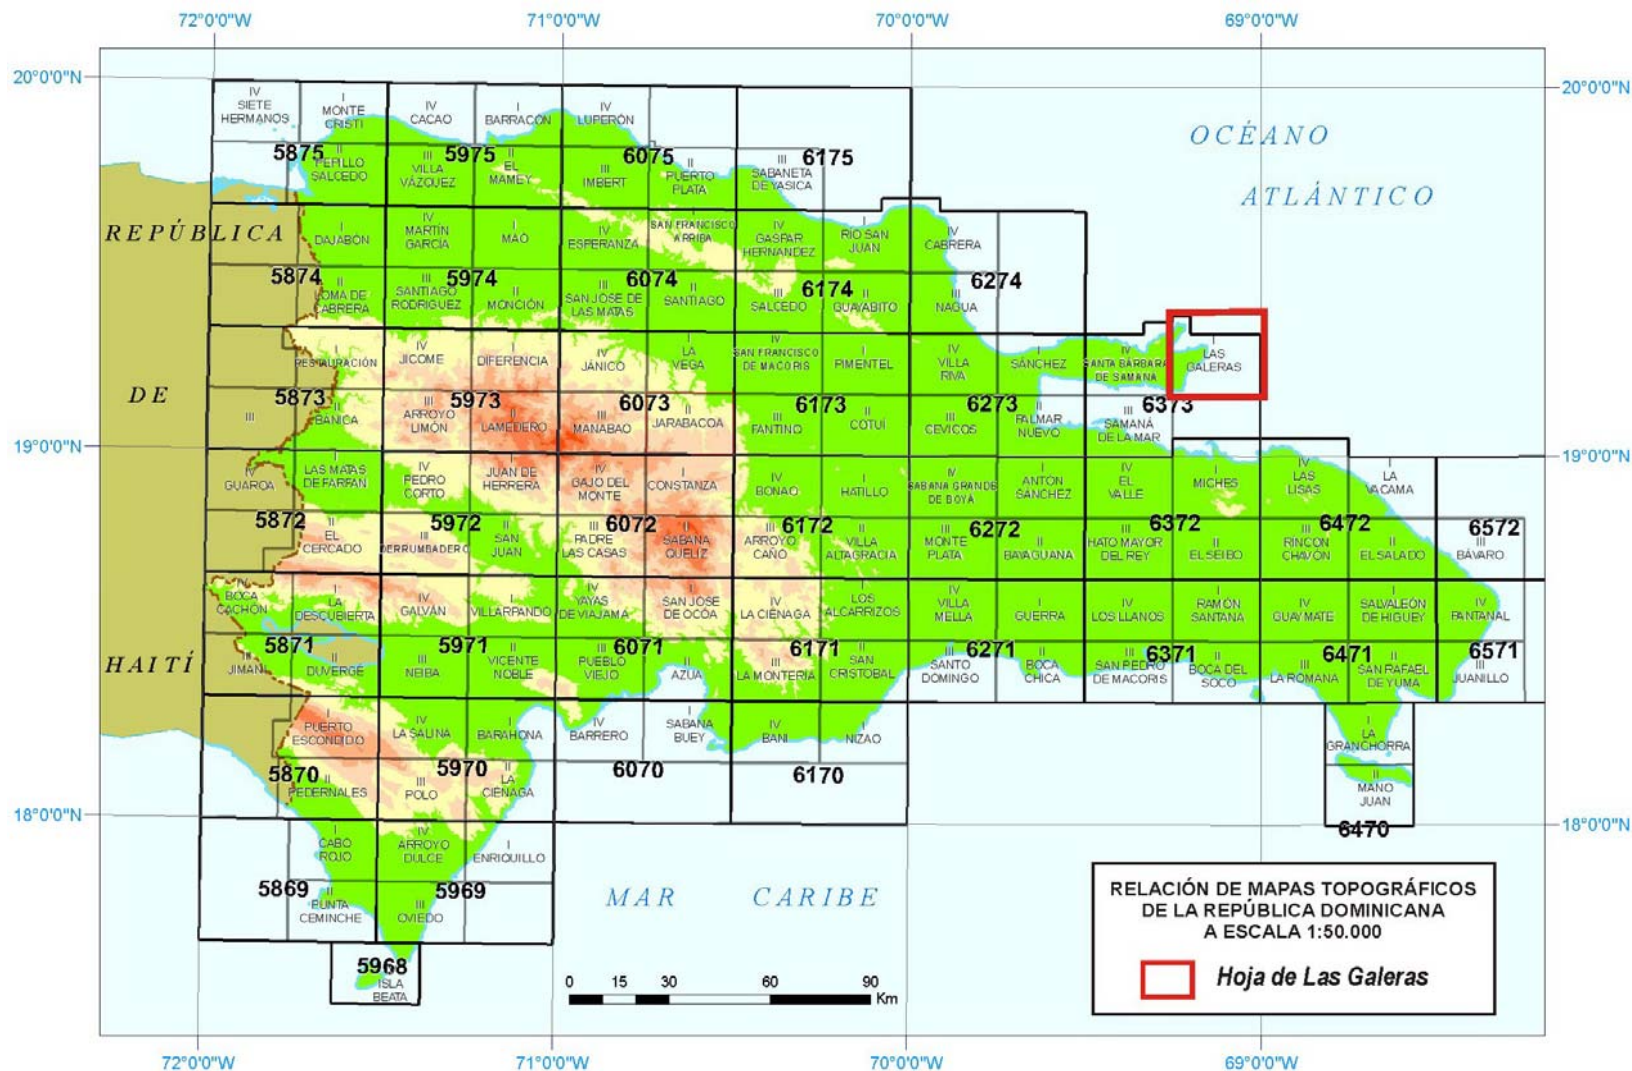 72°0'0"W 71°0'0"W 70°0'0"W 69°0'0"W
20°0'0"N 20°0'0"N
IV SIETE HERMANOS
I MONTE CRISTI
IV CACAO
I BARRACÓN
IV LUPERÓN
OCÉANO
ATLÁNTICO
5875 5975 6075 6175
II PEPILLO SALCEDO
III VILLA VÁZQUEZ
II EL MAMEY
III IMBERT
II PUERTO PLATA
III SABANETA DE YASICA
REPÚBLICA
I DAJABÓN
IV MARTÍN GARCÍA
I MAO
IV ESPERANZA
I SAN FRANCISCO ARRIBA
IV GASPAR HERNANDEZ
I RIO SAN JUAN
IV CABRERA
5874 5974 6074 6174 6274
II LOMA DE CABRERA
III SANTIAGO RODRIGUEZ
II MONCIÓN
III SAN JOSE DE LAS MATAS
II SANTIAGO
III SALCEDO
II GUAYABITO
III NAGUA
I RESTAURACIÓN
IV JICOME
I DIFERENCIA
IV JÁNICO
I LA VEGA
IV SAN FRANCISCO DE MACORIS
I PIMENTEL
IV VILLA RIVA
I SÁNCHEZ
IV SANTA BÁRBARA DE SAMANÁ
I LAS GALERAS
DE
5873 5973 6073 6173 6273 6373
III
II BÁNICA
III ARROYO LIMÓN
I LAMEDERO
III MANABAO
II JARABACOA
III FANTINO
II COTUÍ
III CEVICOS
II PALMAR NUEVO
III SAMANÁ DE LA MAR
19°0'0"N 19°0'0"N
IV GUAROA
I LAS MATAS DE FARFÁN
IV PEDRO CORTO
I JUAN DE HERRERA
IV GAJO DEL MONTE
I CONSTANZA
IV BONAO
I HATILLO
IV SABANA GRANDE DE BOYÁ
I ANTÓN SÁNCHEZ
IV EL VALLE
I MICHES
IV LAS LISAS
I LA VACAMA
5872 5972 6072 6172 6272 6372 6472 6572
II EL CERCADO
III DERRUMBADERO
II SAN JUAN
III PADRE LAS CASAS
II SABANA QUELIZ
III ARROYO CAÑO
II VILLA ALTAGRACIA
III MONTE PLATA
II BAYAGUANA
III HATO MAYOR DEL REY
II EL SEIBO
III RINCON CHAVÓN
II EL SALADO
III BÁVARO
IV BOCA CACHÓN
I LA DESCUBIERTA
IV GALVÁN
I VILLARPANDO
IV YAYAS DE VIAJAMA
I SAN JOSE DE OCÓA
IV LA CIÉNAGA
I LOS ALCARRIZOS
IV VILLA MELLA
I GUERRA
IV LOS LLANOS
I RAMÓN SANTANA
IV GUAYMATE
I SALVALEÓN DE HIGUEY
IV PANTANAL
5871 5971 6071 6171 6271 6371 6471 6571
HAITÍ
III JIMANÍ
II DUVERGÉ
III NEIBA
II VICENTE NOBLE
III PUEBLO VIEJO
II AZUA
III LA MONTERIA
II SAN CRISTOBAL
III SANTO DOMINGO
II BOCA CHICA
III SAN PEDRO DE MACORIS
II BOCA DEL SOCO
III LA ROMANA
II SAN RAFAEL DE YUMA
III JUANILLO
I PUERTO ESCONDIDO
IV LA SALINA
I BARAHONA
IV BARRERO
I SABANA BUEY
IV BANI
I NIZAO
I LA GRANCHORRA
5870 5970 6070 6170
II PEDERNALES
III POLO
II LA CIÉNAGA
II MANO JUAN
6470
18°0'0"N 18°0'0"N
I CABO ROJO
IV ARROYO DULCE
I ENRIQUILLO
5869 5969
II PUNTA CEMINCHE
III OVIEDO
5968
ISLA BEATA
MAR CARIBE
0 15 30 60 90
Km
RELACIÓN DE MAPAS TOPOGRÁFICOS
DE LA REPÚBLICA DOMINICANA
A ESCALA 1:50.000
Hoja de Las Galeras
72°0'0"W 71°0'0"W 70°0'0"W 69°0'0"W